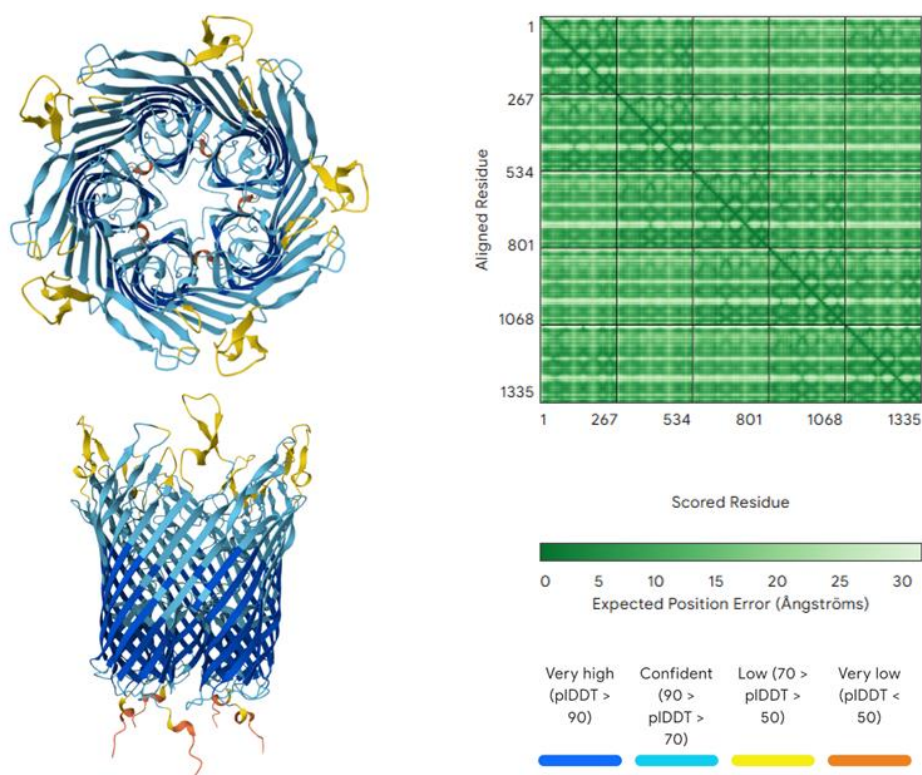 1
267
534
801
1068
1335
Aligned Residue
1 267 534 801 1068 1335
Scored Residue
0 5 10 15 20 25 30
Expected Position Error (Ångströms)
Very high
(plDDT >
90)
Confident
(90 >
plDDT >
70)
Low (70 >
plDDT >
50)
Very low
(plDDT <
50)